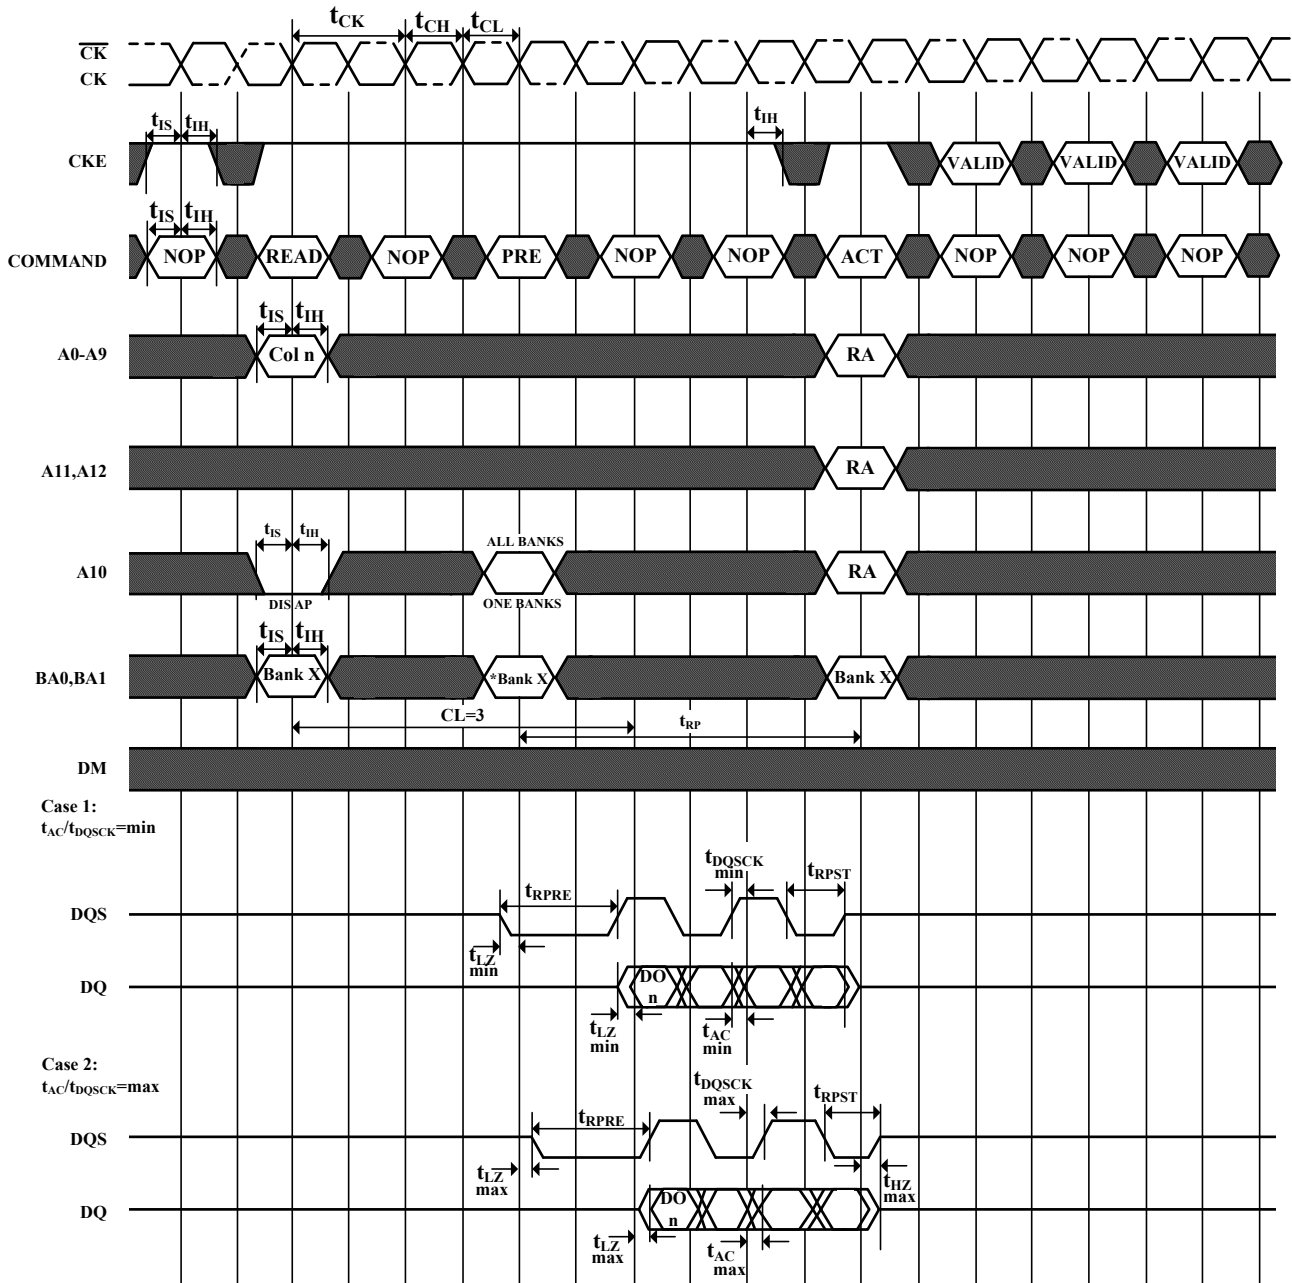 tCK tCH tCL
CK
CK
tIS tIH tIH
CKE VALID VALID VALID
tIS tIH
COMMAND NOP READ NOP PRE NOP NOP ACT NOP NOP NOP
tIS tIH
A0-A9 Col n RA
A11,A12 RA
tIS tIH ALL BANKS
A10 RA
DIS AP ONE BANKS
tIS tIH
BA0,BA1 Bank X *Bank X Bank X
CL=3 tRP
DM
Case 1:
tAC/tDQSCK=min
tDQSCK
min
tRPRE tRPST
DQS
tLZ
min
DQ DO
n
tLZ
min
tAC
min
Case 2:
tAC/tDQSCK=max
tDQSCK
max
tRPRE tRPST
DQS
tLZ
max
tHZ
max
DQ DO
n
tLZ
max
tAC
max